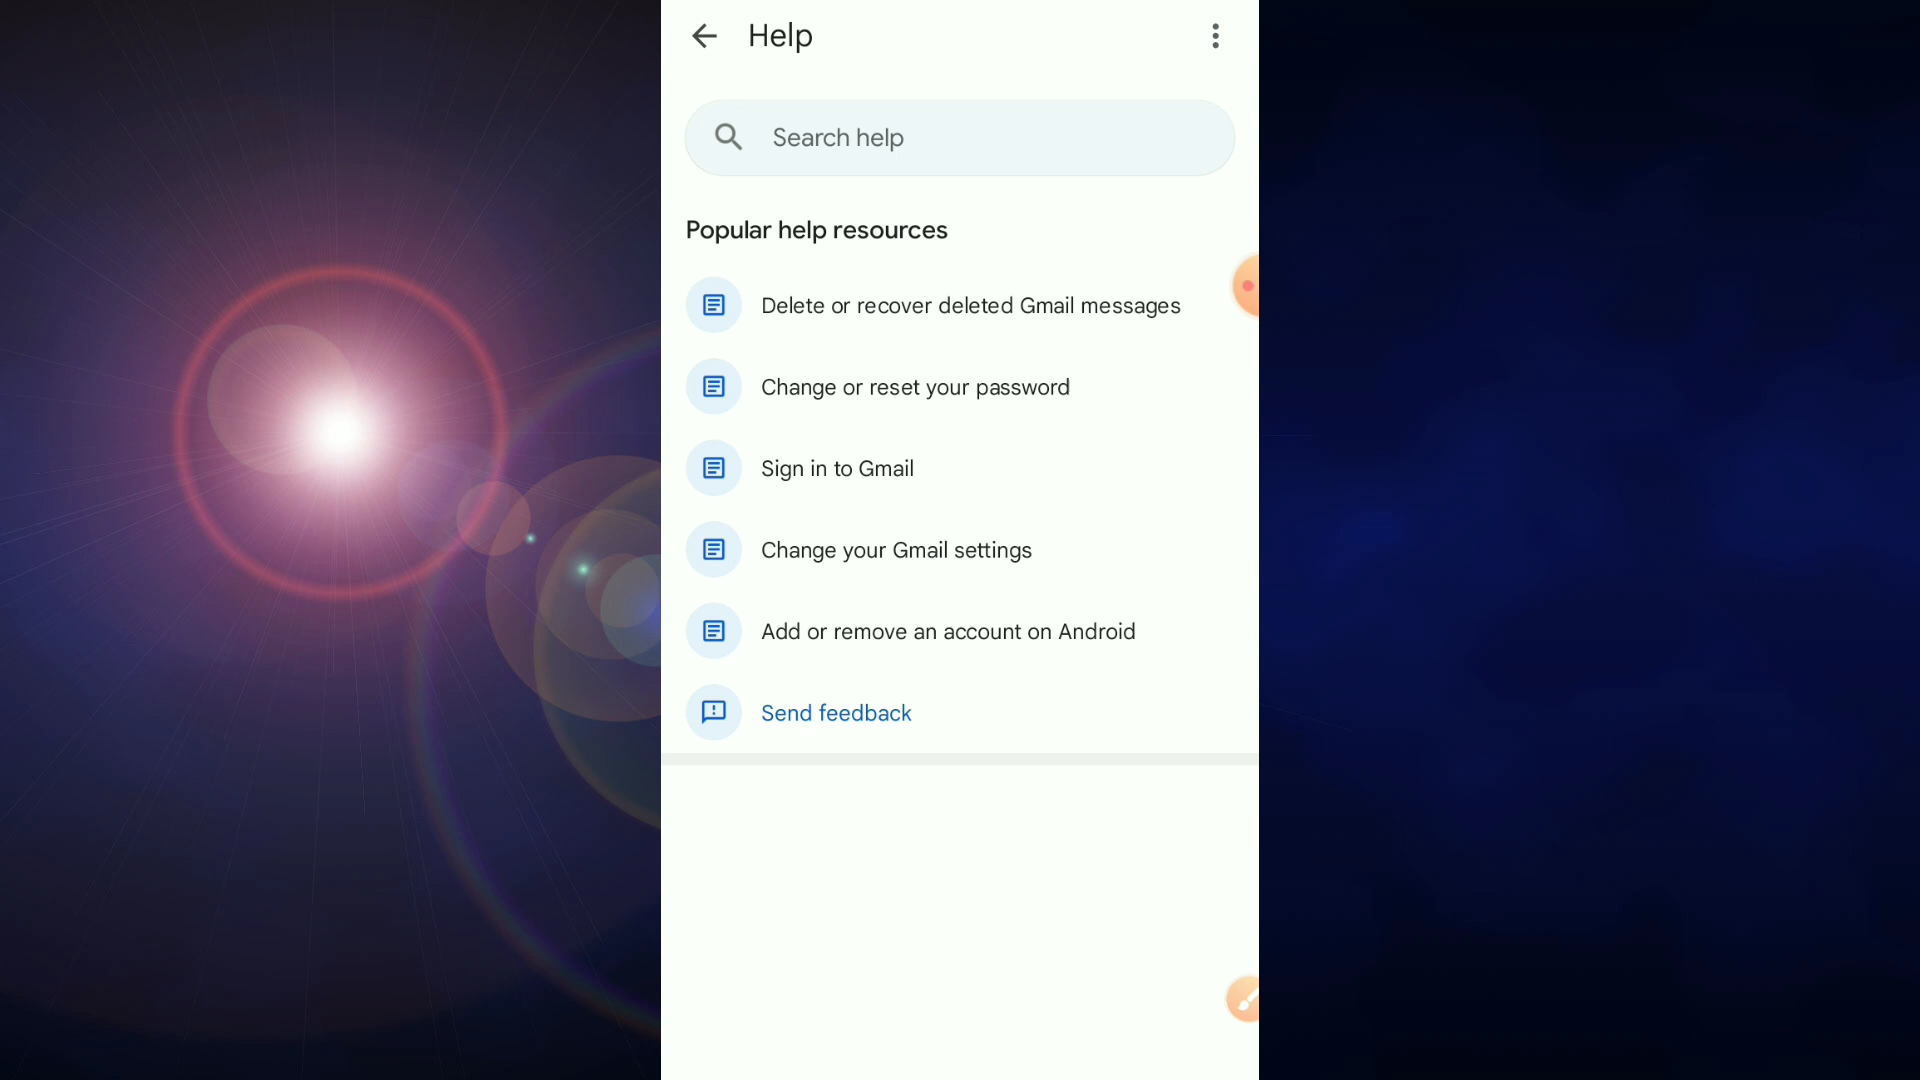 Help
Search help
Popular help resources
Delete or recover deleted Gmail messages
Change or reset your password
Sign in to Gmail
Change your Gmail settings
Add or remove an account on Android
Send feedback